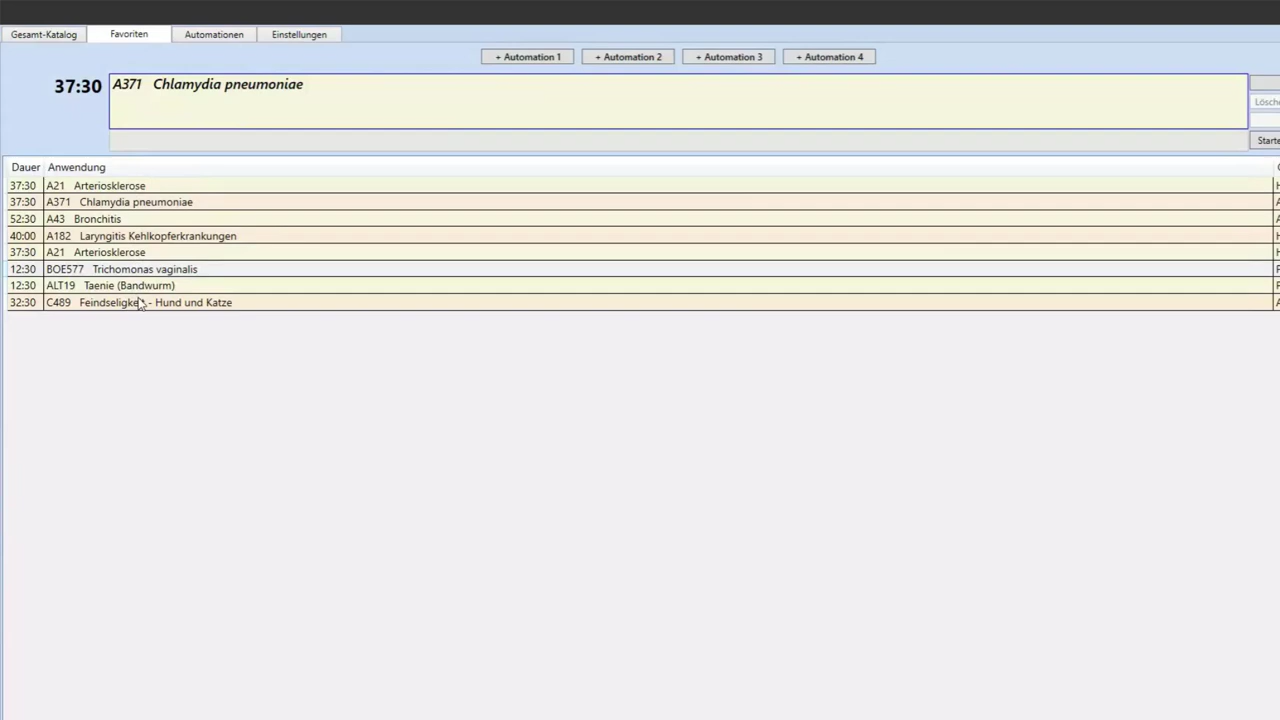 Gesamt-Katalog Favoriten Automationen Einstellungen
+ Automation 1 + Automation 2 + Automation 3 + Automation 4
37:30 A371 Chlamydia pneumoniae
Starte
Dauer Anwendung
37:30 A21 Arteriosklerose
37:30 A371 Chlamydia pneumoniae
52:30 A43 Bronchitis
40:00 A182 Laryngitis Kehlkopferkrankungen
37:30 A21 Arteriosklerose
12:30 BOE577 Trichomonas vaginalis
12:30 ALT19 Taenie (Bandwurm)
32:30 C489 - Hund und Katze